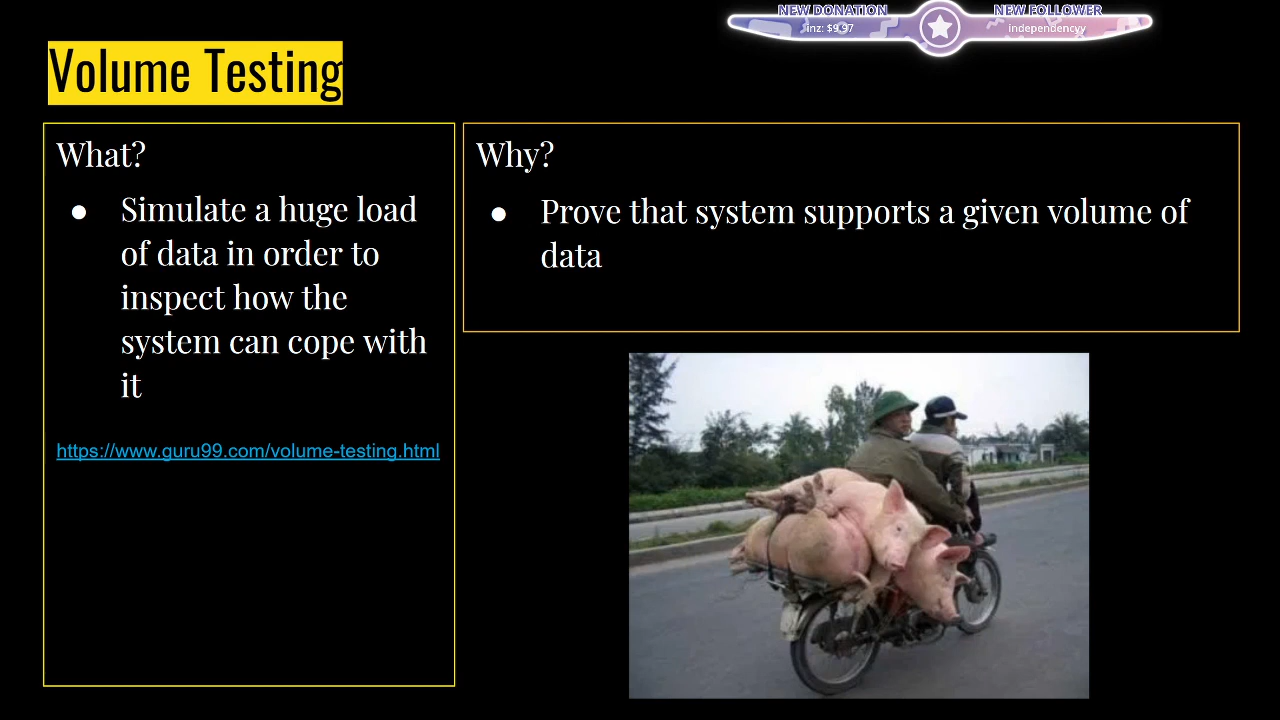 NEW DONATION
NEW FOLLOWER
inz: $9.97
independencyy
Volume Testing
What?
● Simulate a huge load
of data in order to
inspect how the
system can cope with
it
https://www.guru99.com/volume-testing.html
Why?
● Prove that system supports a given volume of
data